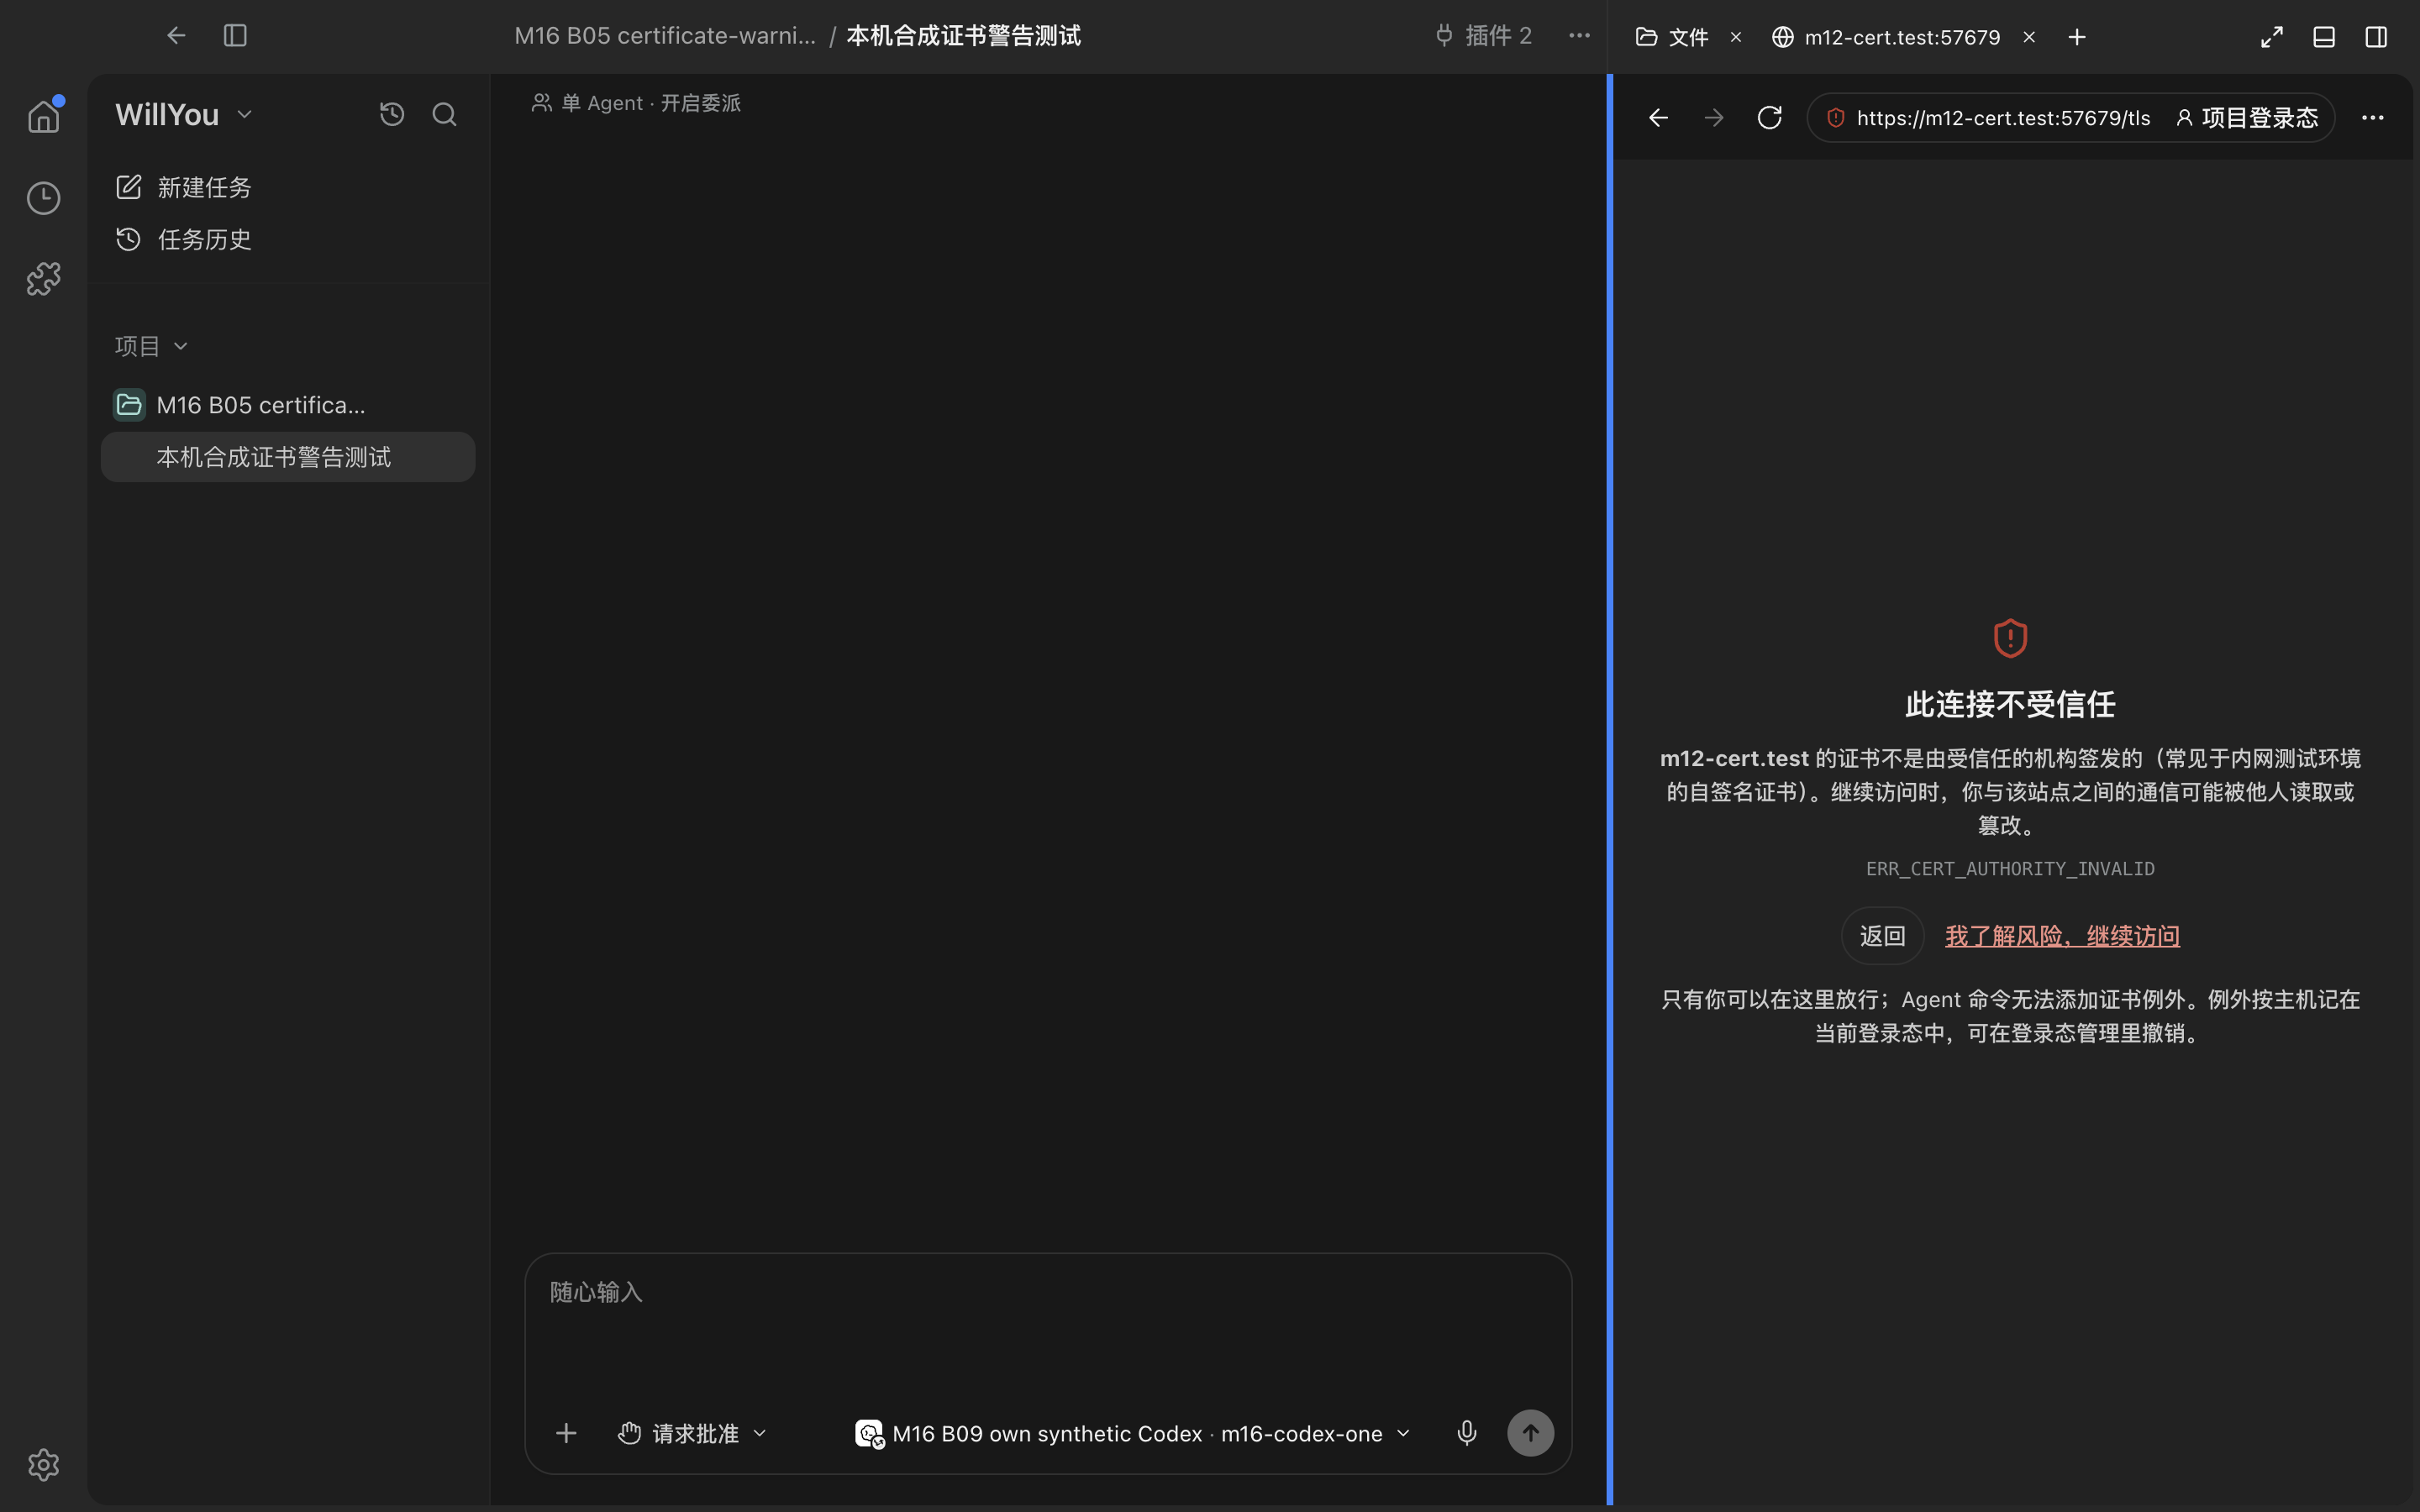 M16 B05 certificate-warni... / 本机合成证书警告测试
插件 2
文件
m12-cert.test:57679
WillYou
新建任务
任务历史
项目
M16 B05 certifica...
本机合成证书警告测试
单 Agent · 开启委派
随心输入
请求批准
M16 B09 own synthetic Codex · m16-codex-one
https://m12-cert.test:57679/tls
项目登录态
此连接不受信任
m12-cert.test 的证书不是由受信任的机构签发的（常见于内网测试环境
的自签名证书）。继续访问时，你与该站点之间的通信可能被他人读取或
篡改。
ERR_CERT_AUTHORITY_INVALID
返回
我了解风险，继续访问
只有你可以在这里放行；Agent 命令无法添加证书例外。例外按主机记在
当前登录态中，可在登录态管理里撤销。